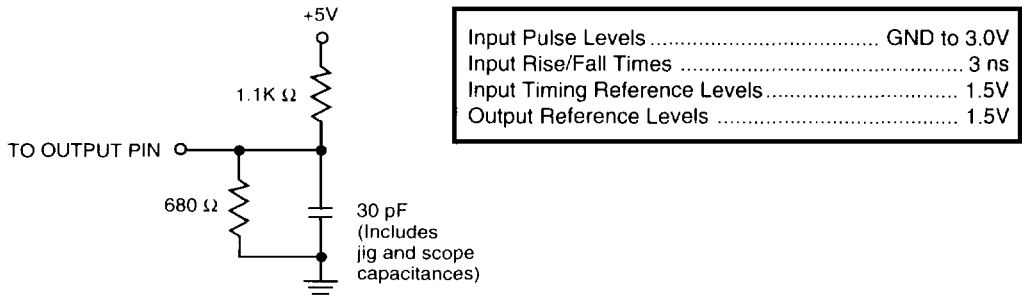 +5V
1.1K Ω
TO OUTPUT PIN
680 Ω
30 pF
(Includes
jig and scope
capacitances)
Input Pulse Levels ................................... GND to 3.0V
Input Rise/Fall Times ........................................... 3 ns
Input Timing Reference Levels ............................. 1.5V
Output Reference Levels .................................... 1.5V